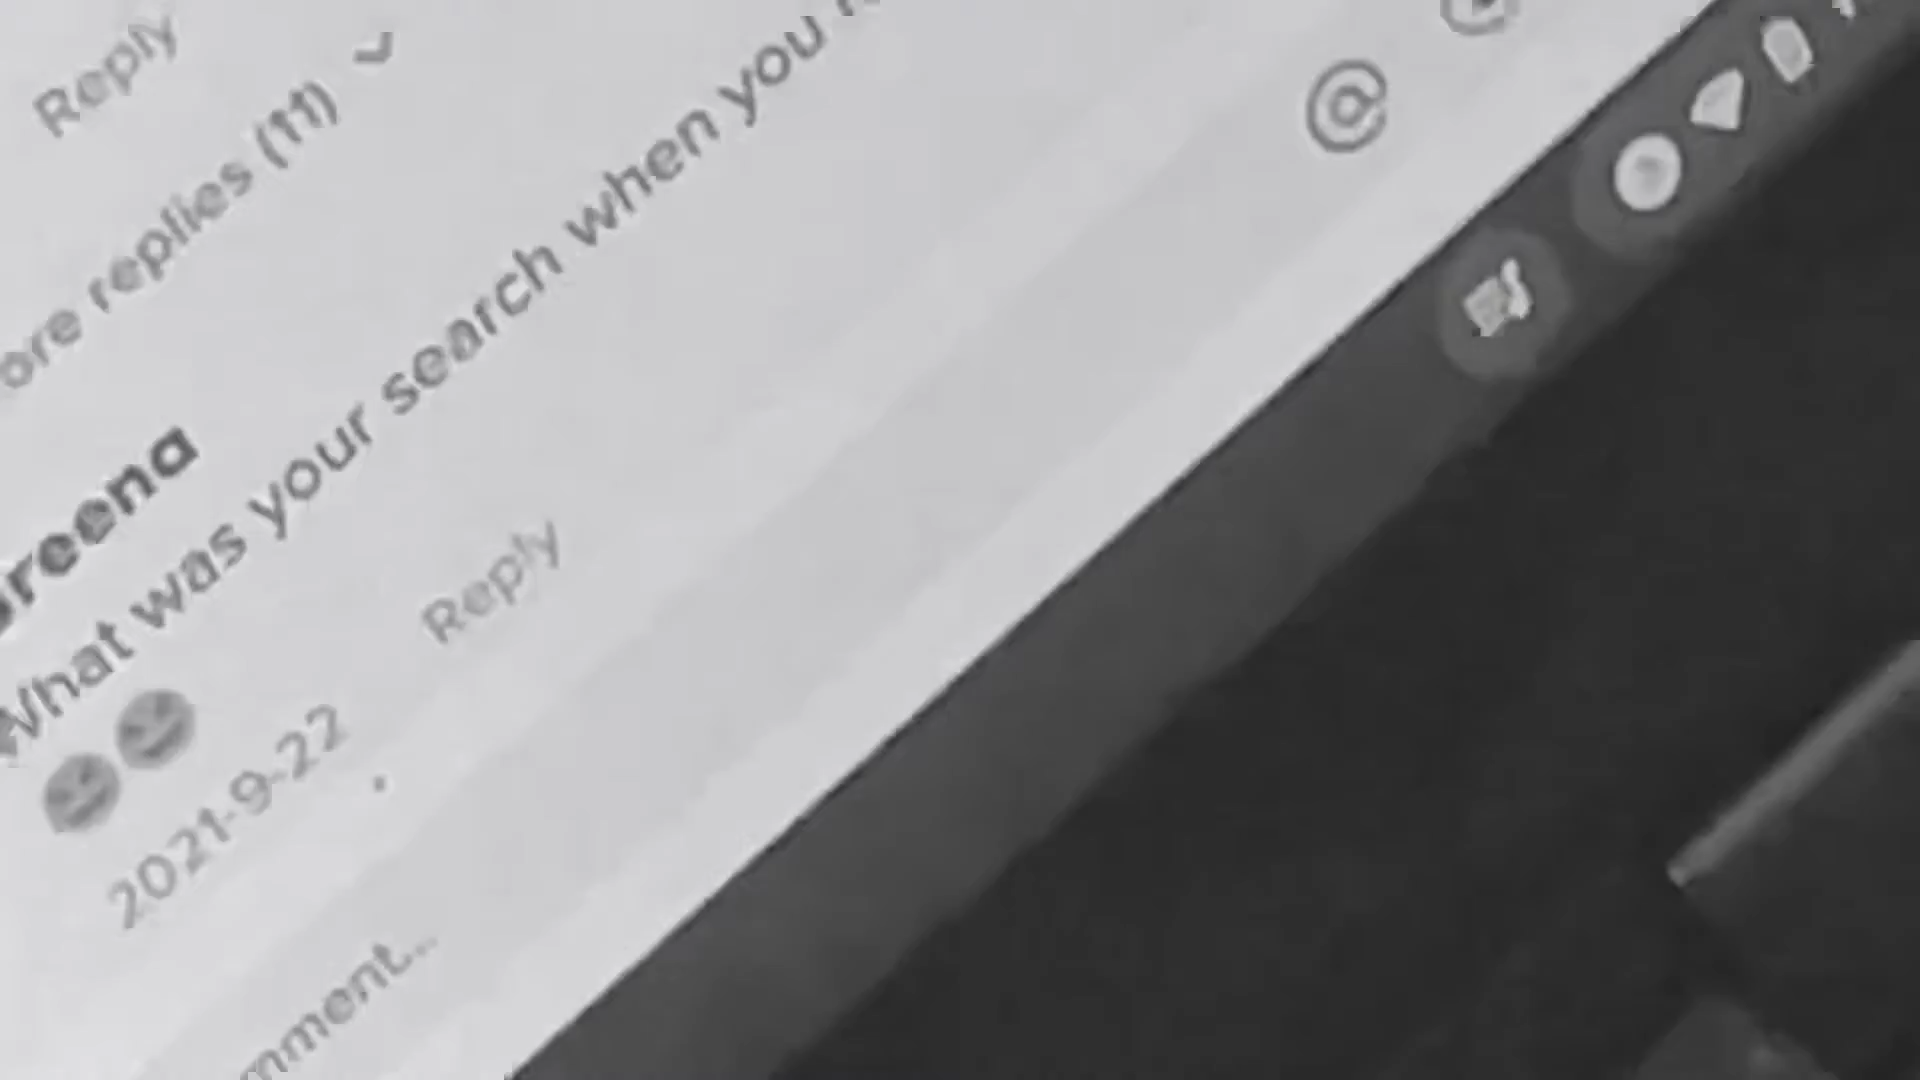 Reply
ore replies (11)
reena
What was your search when you
2021-9-22 Reply
mment...